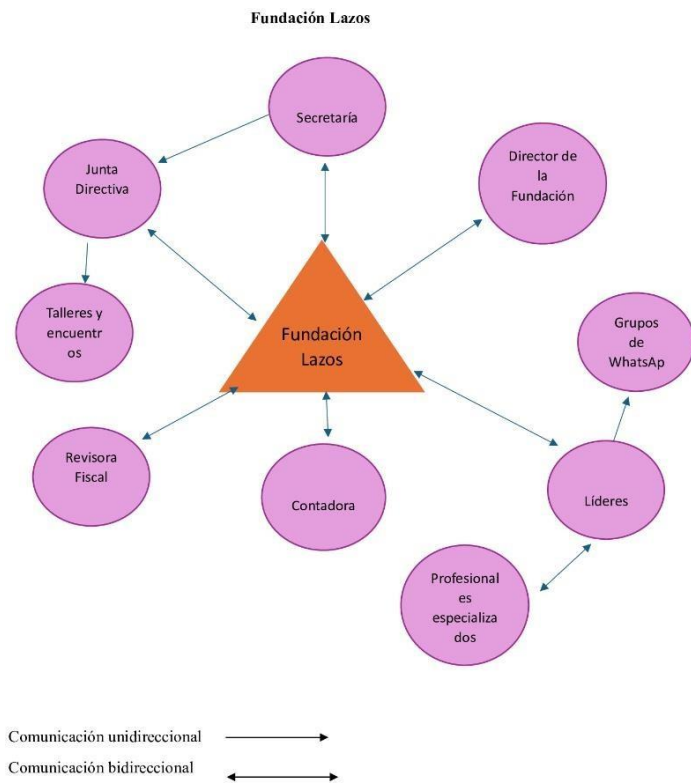 Fundación Lazos
Secretaría
Junta
Directiva
Director de
la
Fundación
Talleres y
encuentr
os
Fundación
Lazos
Grupos
de
WhatsAp
Revisora
Fiscal
Contadora
Líderes
Profesional
es
especializa
dos
Comunicación unidireccional
Comunicación bidireccional